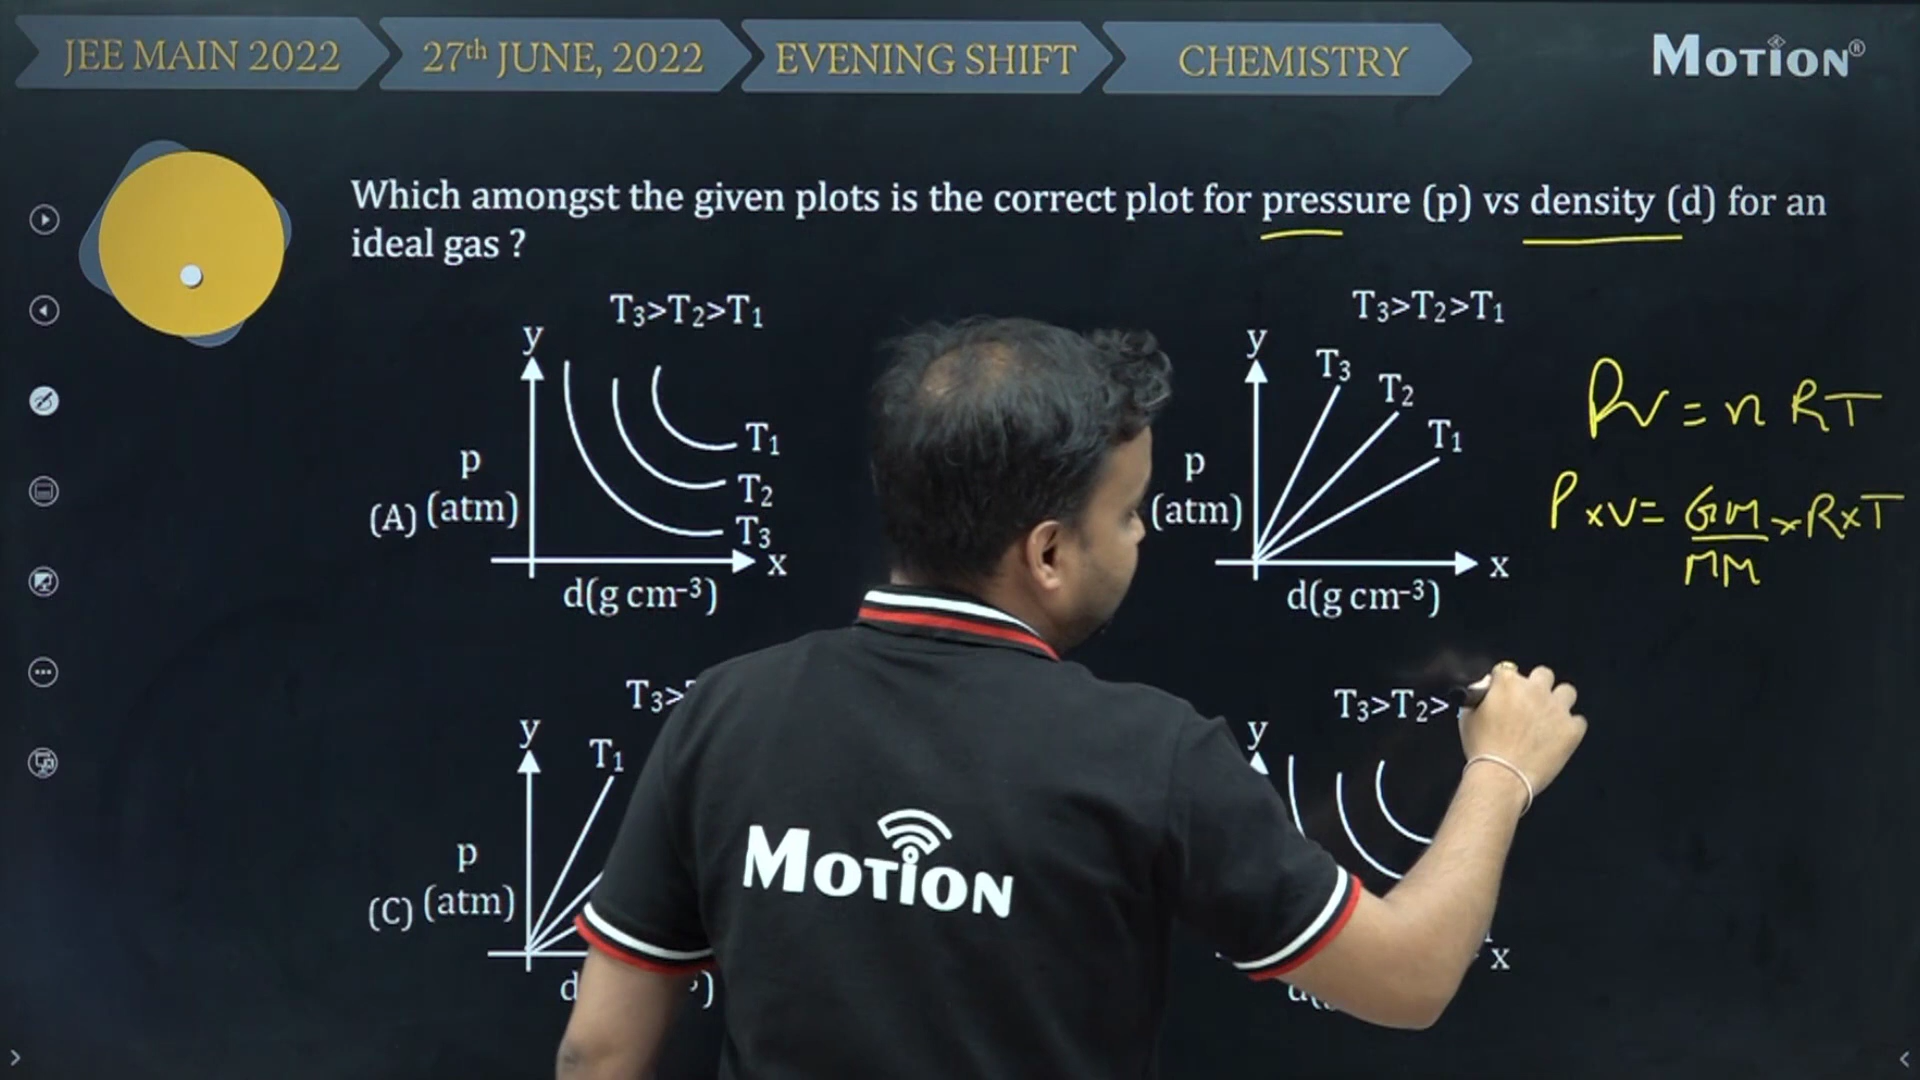 JEE MAIN 2022
27th JUNE, 2022
EVENING SHIFT
CHEMISTRY
MOTION®
Which amongst the given plots is the correct plot for pressure (p) vs density (d) for an
ideal gas ?
T₃>T₂>T₁
y
T₁
T₂
T₃
(A)
p
(atm)
x
d(g cm⁻³)
T₃>T₂>T₁
y
T₃
T₂
T₁
p
(atm)
x
d(g cm⁻³)
PV = n RT
P×V = GM/MM × R×T
T₃>
y
T₁
(C)
p
(atm)
d
)
T₃>T₂>
y
x
MOTION